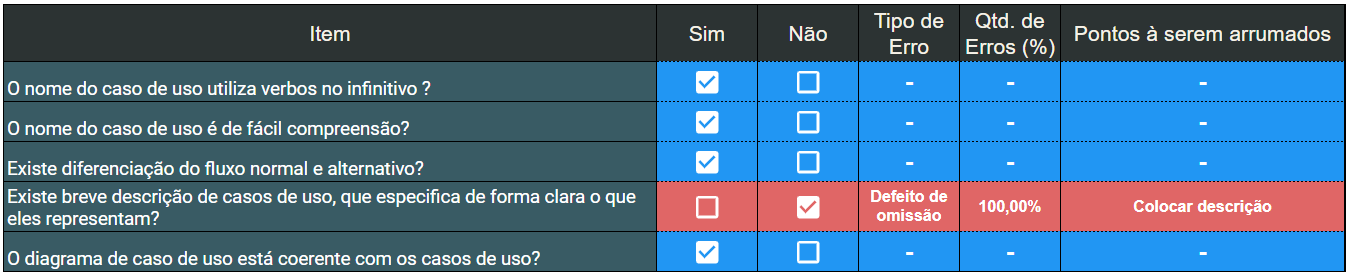 Item Sim Não Tipo de Erro Qtd. de Erros (%) Pontos à serem arrumados
O nome do caso de uso utiliza verbos no infinitivo ? - - -
O nome do caso de uso é de fácil compreensão? - - -
Existe diferenciação do fluxo normal e alternativo? - - -
Existe breve descrição de casos de uso, que especifica de forma clara o que
eles representam? Defeito de omissão 100,00% Colocar descrição
O diagrama de caso de uso está coerente com os casos de uso? - - -